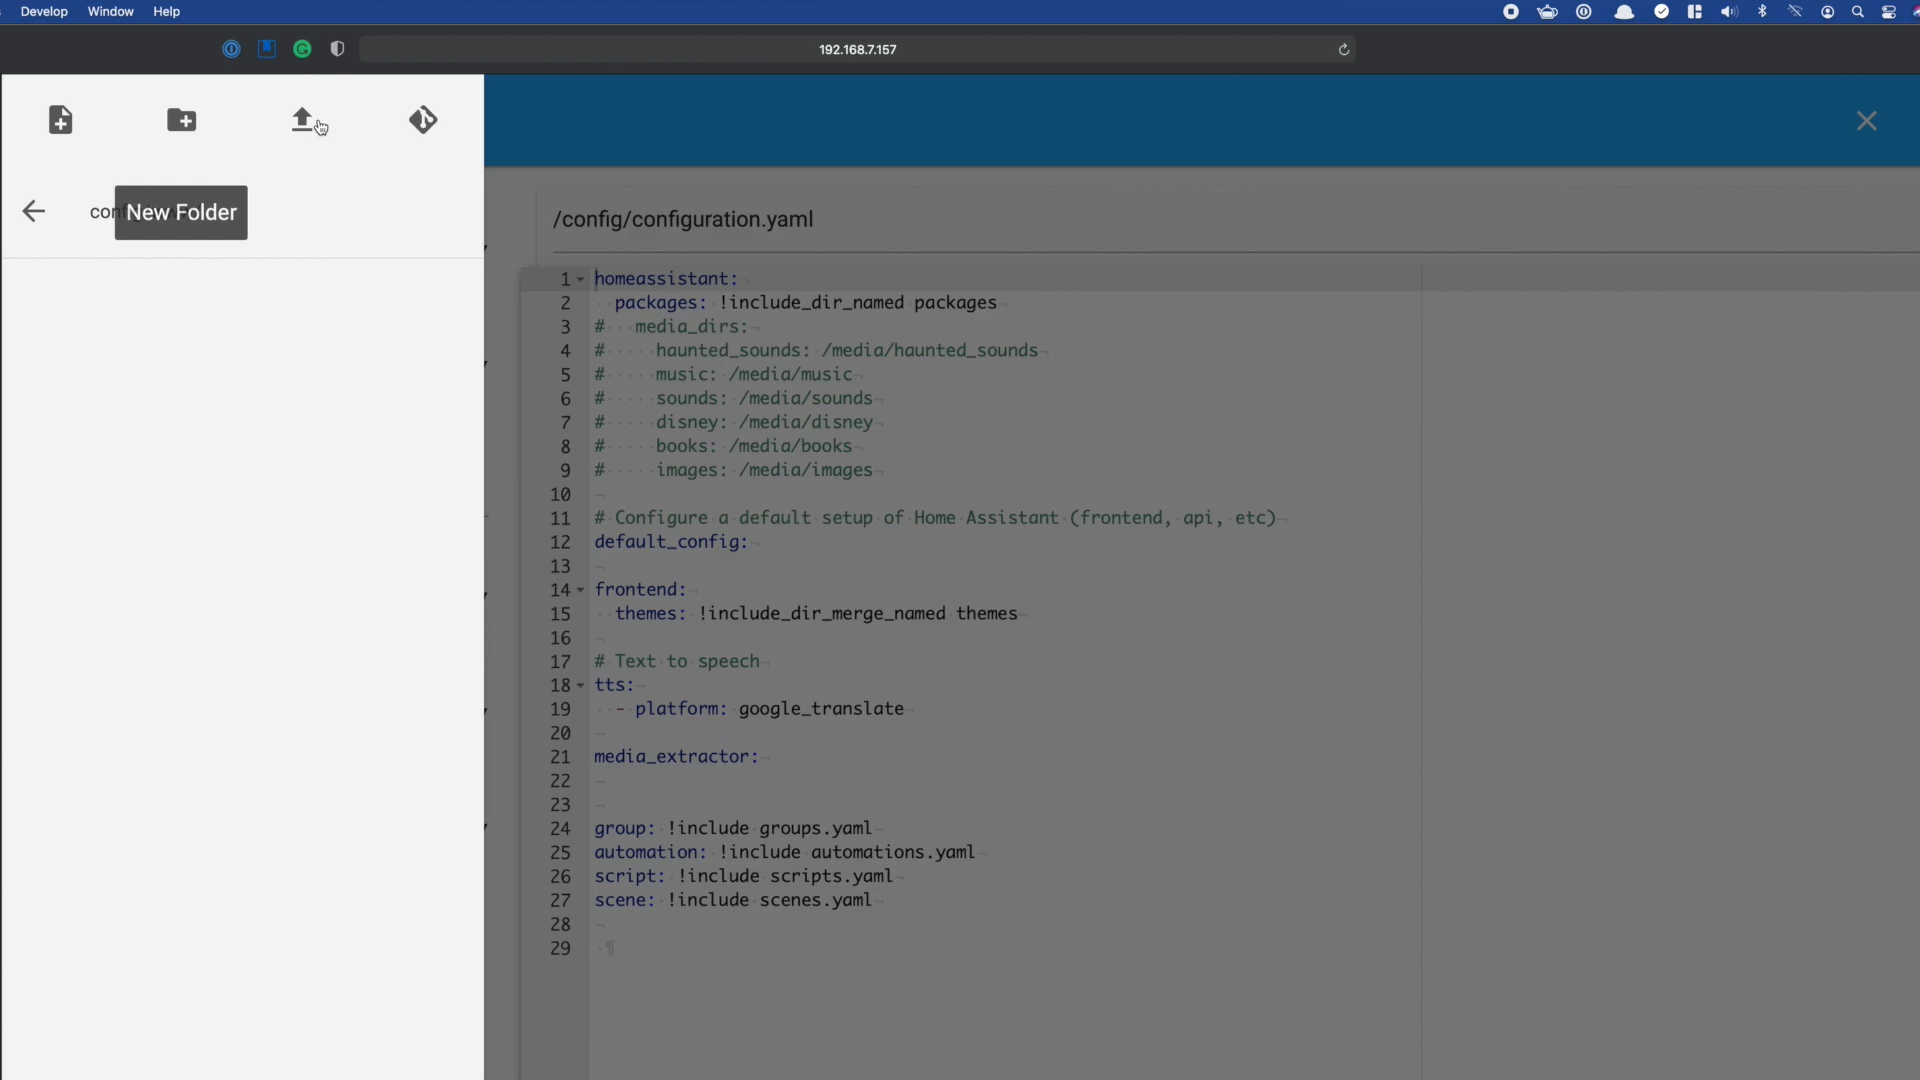 Develop Window Help
192.168.7.157
New Folder
/config/configuration.yaml
1 homeassistant:
2 packages: !include_dir_named packages
3 # media_dirs:
4 # haunted_sounds: /media/haunted_sounds
5 # music: /media/music
6 # sounds: /media/sounds
7 # disney: /media/disney
8 # books: /media/books
9 # images: /media/images
10
11 # Configure a default setup of Home Assistant (frontend, api, etc)
12 default_config:
13
14 frontend:
15 themes: !include_dir_merge_named themes
16
17 # Text to speech
18 tts:
19 - platform: google_translate
20
21 media_extractor:
22
23
24 group: !include groups.yaml
25 automation: !include automations.yaml
26 script: !include scripts.yaml
27 scene: !include scenes.yaml
28
29